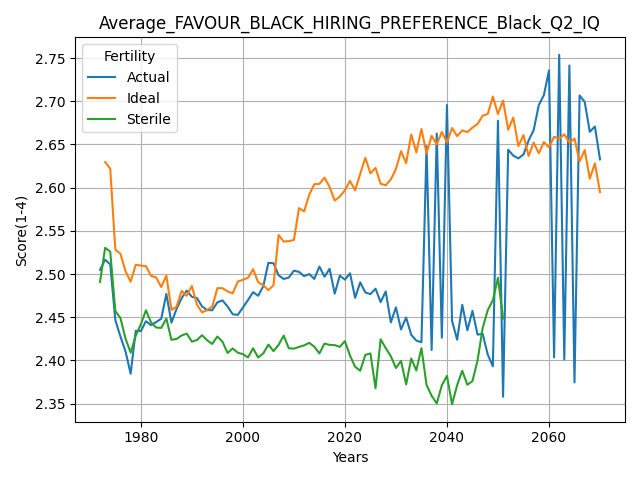 Average_FAVOUR_BLACK_HIRING_PREFERENCE_Black_Q2_IQ
Fertility
Actual
Ideal
Sterile
Score(1-4)
2.75
2.70
2.65
2.60
2.55
2.50
2.45
2.40
2.35
1980 2000 2020 2040 2060
Years